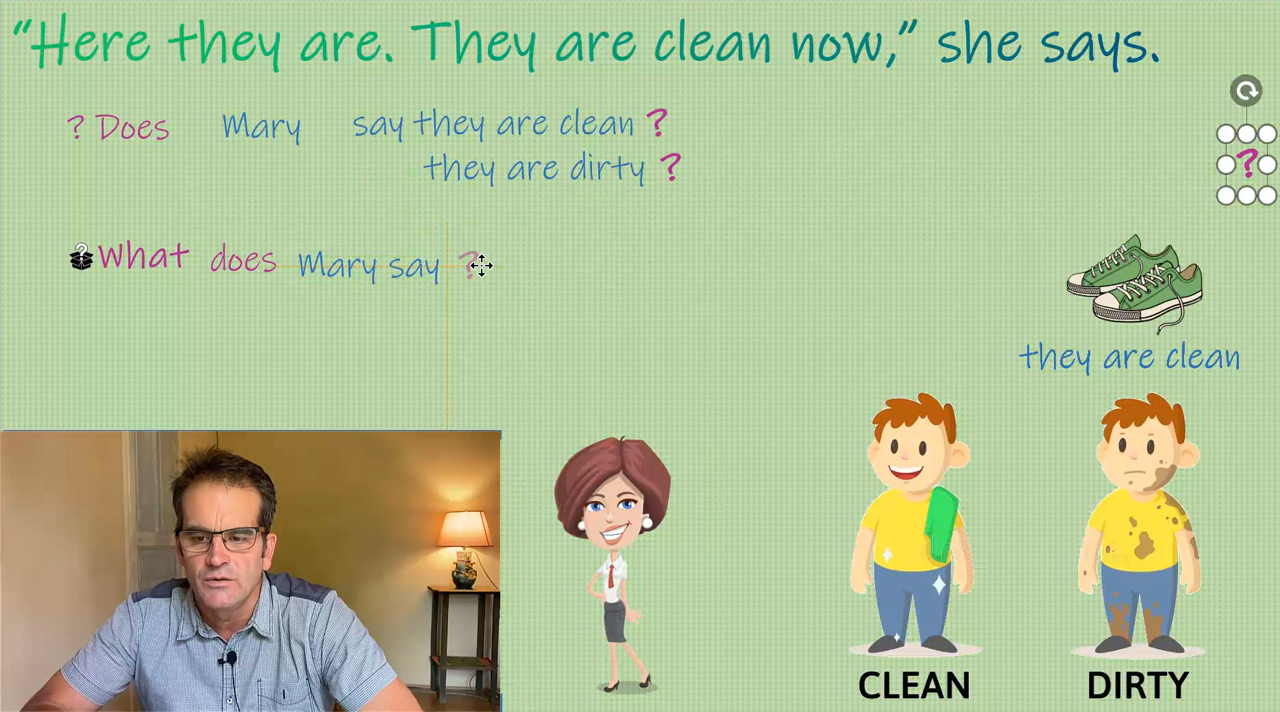 "Here they are. They are clean now," she says.
? Does Mary say they are clean ?
they are dirty ?
?
? What does Mary say ?
they are clean
CLEAN DIRTY